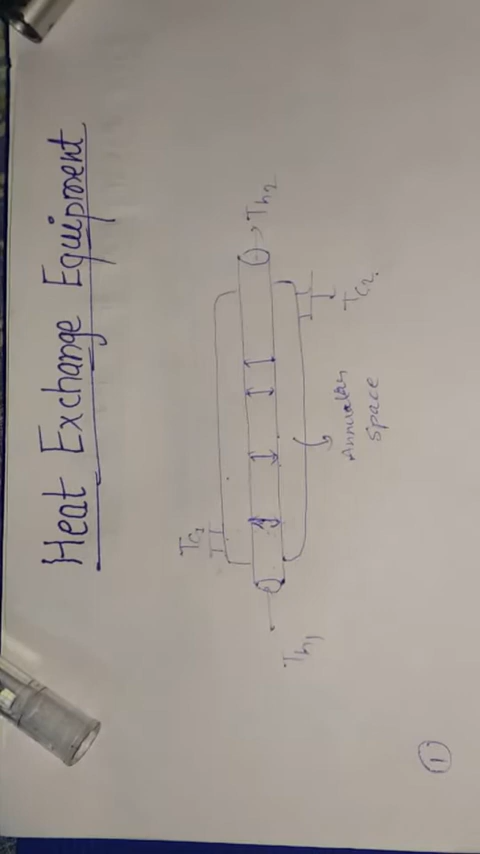 Heat Exchange Equipment
Tc1
Th1
Th2
Tc2
Annular
Space
1